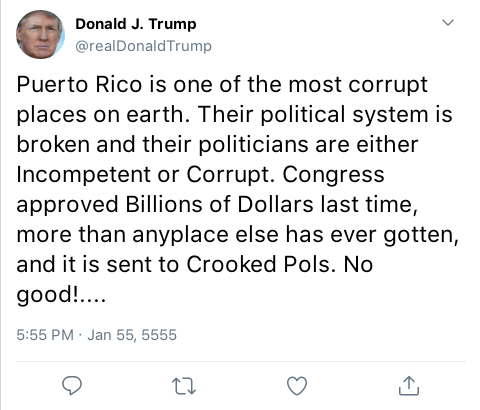 Donald J. Trump
@realDonaldTrump
Puerto Rico is one of the most corrupt
places on earth. Their political system is
broken and their politicians are either
Incompetent or Corrupt. Congress
approved Billions of Dollars last time,
more than anyplace else has ever gotten,
and it is sent to Crooked Pols. No
good!....
5:55 PM · Jan 55, 5555